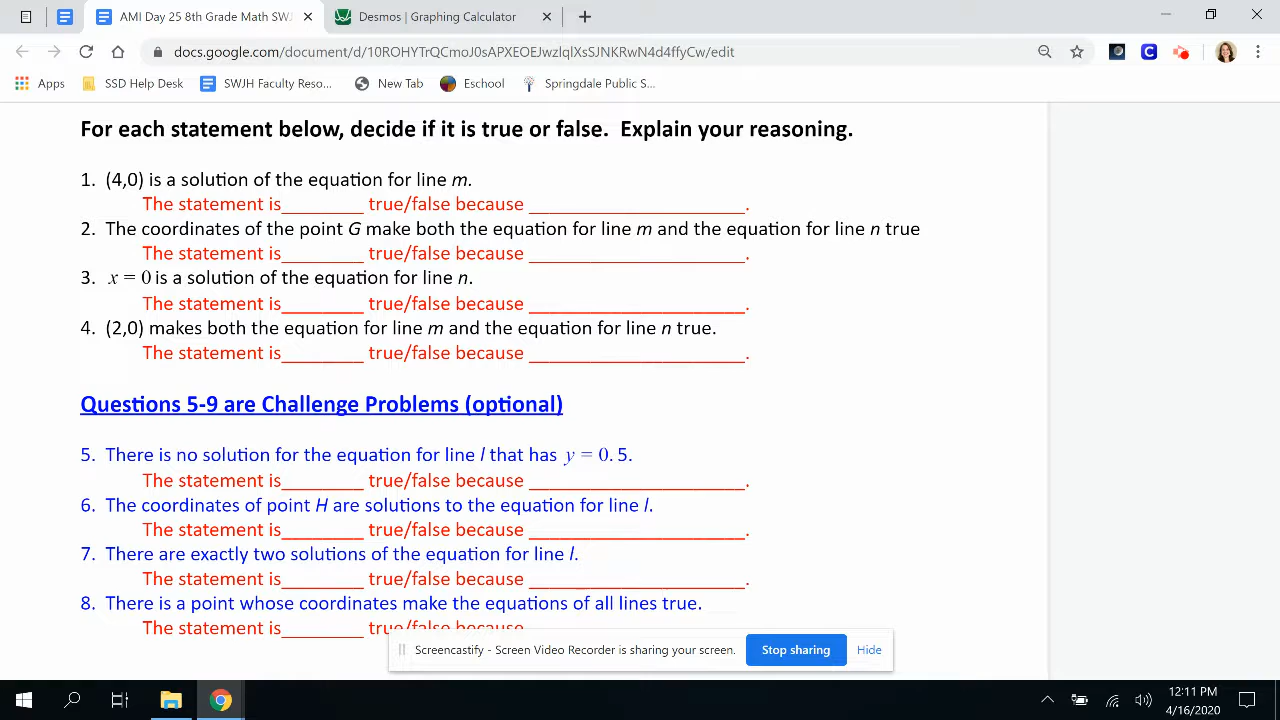 AMI Day 25 8th Grade Math SWJ
Desmos | Graphing Calculator
docs.google.com/document/d/10ROHYTrQCmoJ0sAPXEOEJwzlqlXsSJNKRwN4d4ffyCw/edit
Apps
SSD Help Desk
SWJH Faculty Reso...
New Tab
Eschool
Springdale Public S...
For each statement below, decide if it is true or false. Explain your reasoning.
1. (4,0) is a solution of the equation for line m.
The statement is________ true/false because ______________________.
2. The coordinates of the point G make both the equation for line m and the equation for line n true
The statement is________ true/false because ______________________.
3. x = 0 is a solution of the equation for line n.
The statement is________ true/false because ______________________.
4. (2,0) makes both the equation for line m and the equation for line n true.
The statement is________ true/false because ______________________.
Questions 5-9 are Challenge Problems (optional)
5. There is no solution for the equation for line l that has y = 0.5.
The statement is________ true/false because ______________________.
6. The coordinates of point H are solutions to the equation for line l.
The statement is________ true/false because ______________________.
7. There are exactly two solutions of the equation for line l.
The statement is________ true/false because ______________________.
8. There is a point whose coordinates make the equations of all lines true.
The statement is________ true/false because
Screencastify - Screen Video Recorder is sharing your screen.
Stop sharing
Hide
12:11 PM
4/16/2020